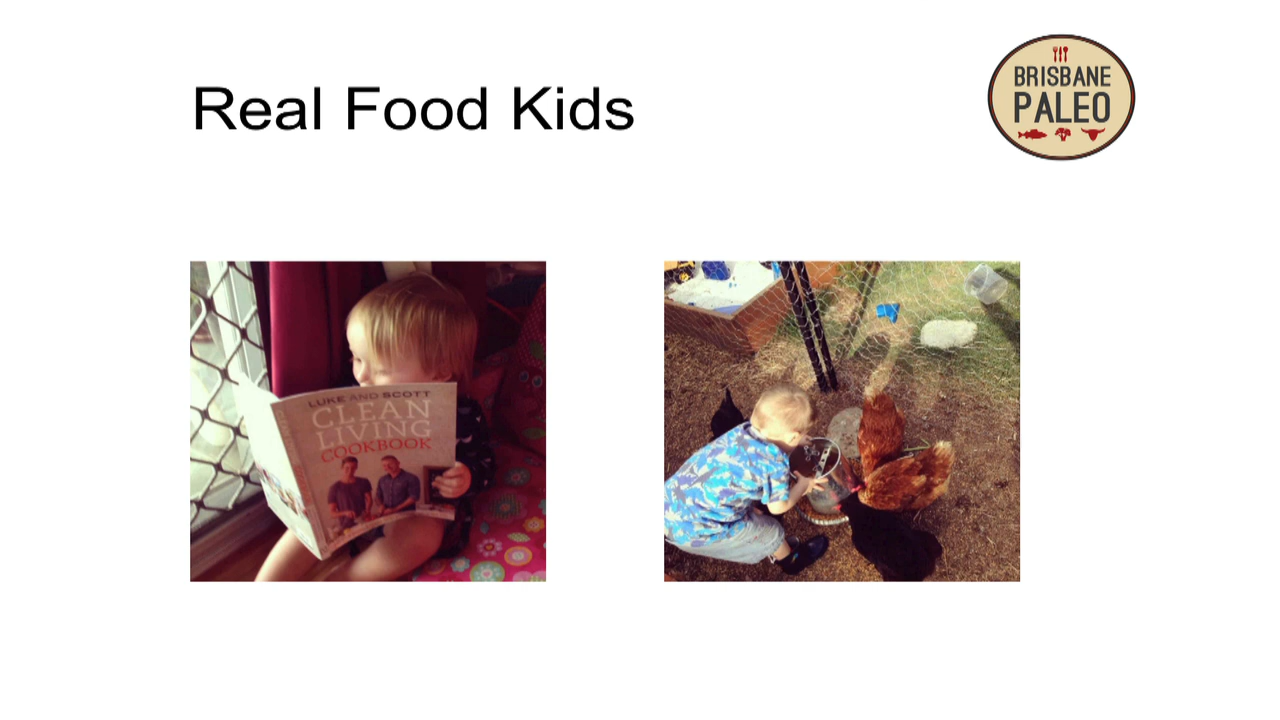 Real Food Kids
BRISBANE
PALEO
LUKE AND SCOTT
CLEAN
LIVING
COOKBOOK